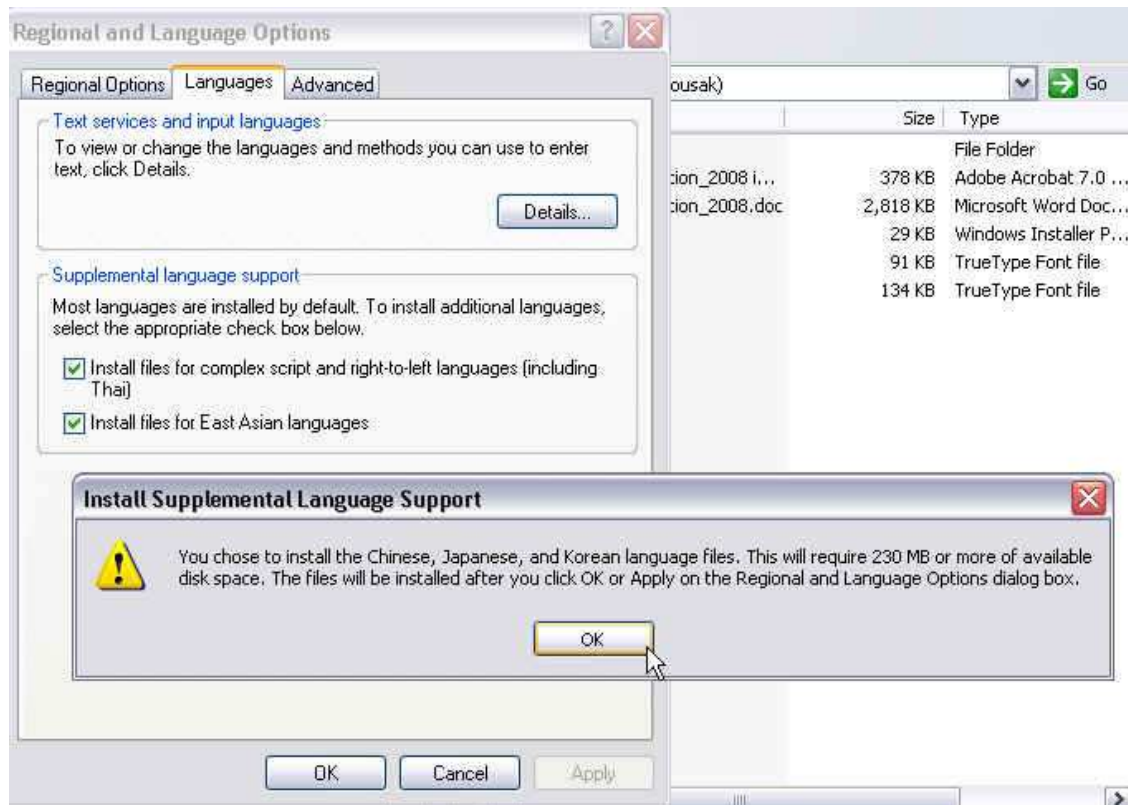 Regional and Language Options
Regional Options Languages Advanced
Text services and input languages
To view or change the languages and methods you can use to enter
text, click Details.
Details...
Supplemental language support
Most languages are installed by default. To install additional languages,
select the appropriate check box below.
Install files for complex script and right-to-left languages (including
Thai)
Install files for East Asian languages
ousak)
Go
Size Type
File Folder
tion_2008 i... 378 KB Adobe Acrobat 7.0 ...
tion_2008.doc 2,818 KB Microsoft Word Doc...
29 KB Windows Installer P...
91 KB TrueType Font file
134 KB TrueType Font file
Install Supplemental Language Support
You chose to install the Chinese, Japanese, and Korean language files. This will require 230 MB or more of available
disk space. The files will be installed after you click OK or Apply on the Regional and Language Options dialog box.
OK
OK Cancel Apply